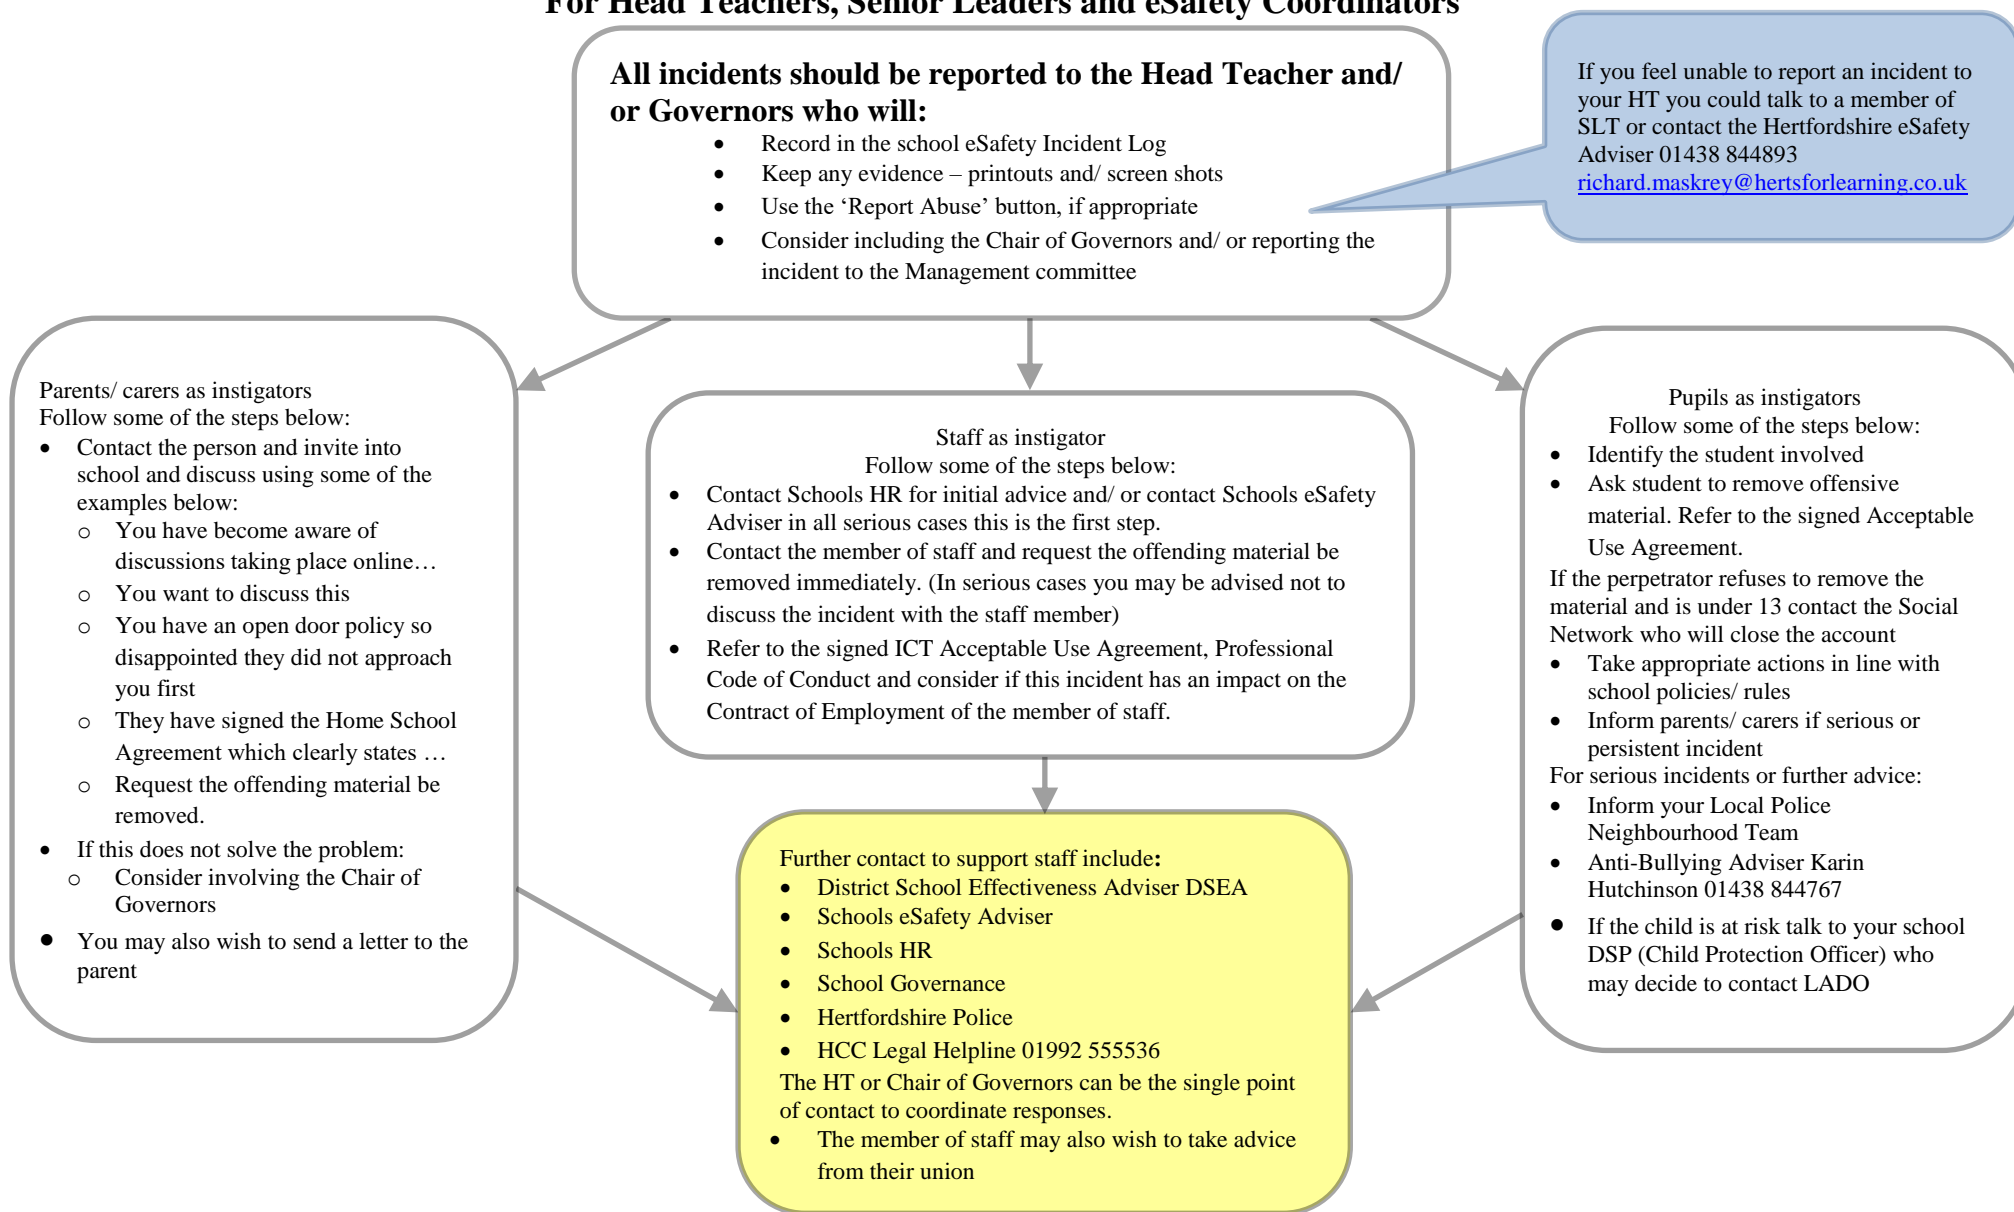 For Head Teachers, Senior Leaders and eSafety Coordinators
All incidents should be reported to the Head Teacher and/
or Governors who will:
• Record in the school eSafety Incident Log
• Keep any evidence – printouts and/ screen shots
• Use the ‘Report Abuse’ button, if appropriate
• Consider including the Chair of Governors and/ or reporting the
incident to the Management committee
If you feel unable to report an incident to
your HT you could talk to a member of
SLT or contact the Hertfordshire eSafety
Adviser 01438 844893
richard.maskrey@hertsforlearning.co.uk
Parents/ carers as instigators
Follow some of the steps below:
• Contact the person and invite into
school and discuss using some of the
examples below:
o You have become aware of
discussions taking place online…
o You want to discuss this
o You have an open door policy so
disappointed they did not approach
you first
o They have signed the Home School
Agreement which clearly states …
o Request the offending material be
removed.
• If this does not solve the problem:
o Consider involving the Chair of
Governors
• You may also wish to send a letter to the
parent
Staff as instigator
Follow some of the steps below:
• Contact Schools HR for initial advice and/ or contact Schools eSafety
Adviser in all serious cases this is the first step.
• Contact the member of staff and request the offending material be
removed immediately. (In serious cases you may be advised not to
discuss the incident with the staff member)
• Refer to the signed ICT Acceptable Use Agreement, Professional
Code of Conduct and consider if this incident has an impact on the
Contract of Employment of the member of staff.
Pupils as instigators
Follow some of the steps below:
• Identify the student involved
• Ask student to remove offensive
material. Refer to the signed Acceptable
Use Agreement.
If the perpetrator refuses to remove the
material and is under 13 contact the Social
Network who will close the account
• Take appropriate actions in line with
school policies/ rules
• Inform parents/ carers if serious or
persistent incident
For serious incidents or further advice:
• Inform your Local Police
Neighbourhood Team
• Anti-Bullying Adviser Karin
Hutchinson 01438 844767
• If the child is at risk talk to your school
DSP (Child Protection Officer) who
may decide to contact LADO
Further contact to support staff include:
• District School Effectiveness Adviser DSEA
• Schools eSafety Adviser
• Schools HR
• School Governance
• Hertfordshire Police
• HCC Legal Helpline 01992 555536
The HT or Chair of Governors can be the single point
of contact to coordinate responses.
• The member of staff may also wish to take advice
from their union